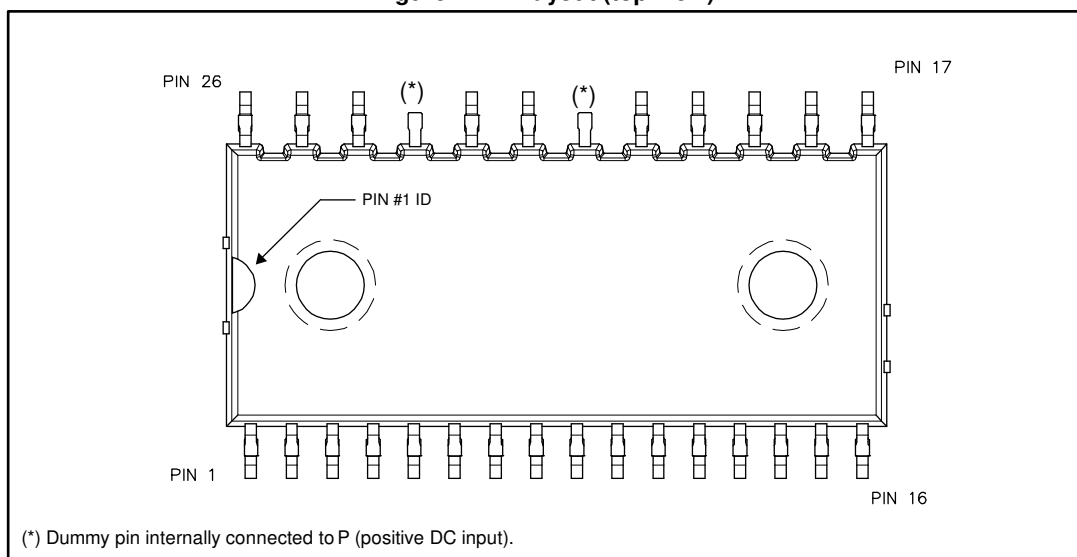 PIN 26
(*)
(*)
PIN 17
PIN #1 ID
PIN 1
PIN 16
(*) Dummy pin internally connected to P (positive DC input).